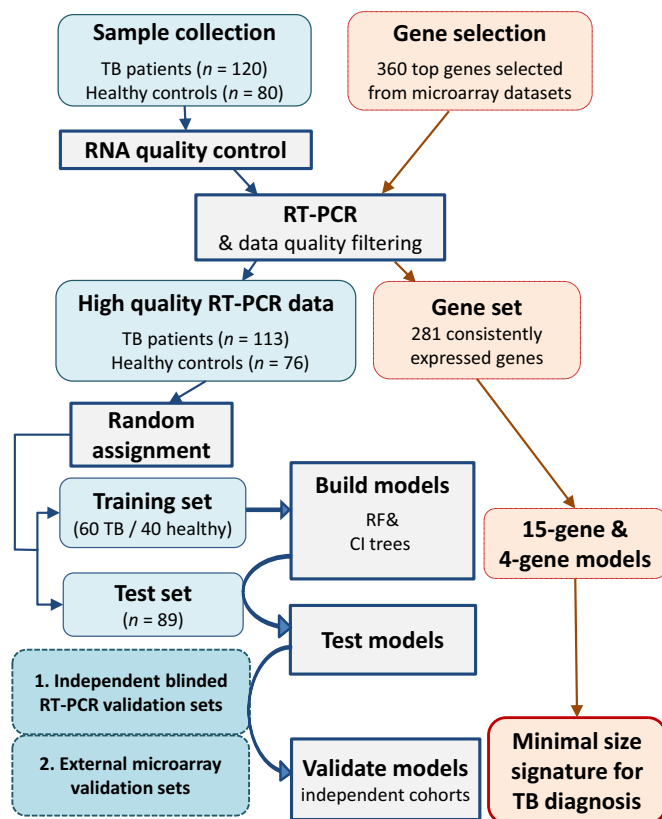 Sample collection
TB patients (n = 120)
Healthy controls (n = 80)
Gene selection
360 top genes selected
from microarray datasets
RNA quality control
RT-PCR
& data quality filtering
High quality RT-PCR data
TB patients (n = 113)
Healthy controls (n = 76)
Gene set
281 consistently
expressed genes
Random
assignment
Training set
(60 TB / 40 healthy)
Build models
RF&
CI trees
15-gene &
4-gene models
Test set
(n = 89)
Test models
1. Independent blinded
RT-PCR validation sets
2. External microarray
validation sets
Validate models
independent cohorts
Minimal size
signature for
TB diagnosis